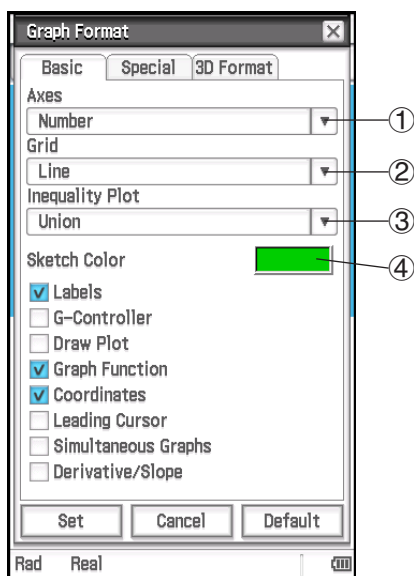 Graph Format
Basic Special 3D Format
Axes
Number ①
Grid
Line ②
Inequality Plot
Union ③
Sketch Color ④
Labels
G-Controller
Draw Plot
Graph Function
Coordinates
Leading Cursor
Simultaneous Graphs
Derivative/Slope
Set Cancel Default
Rad Real